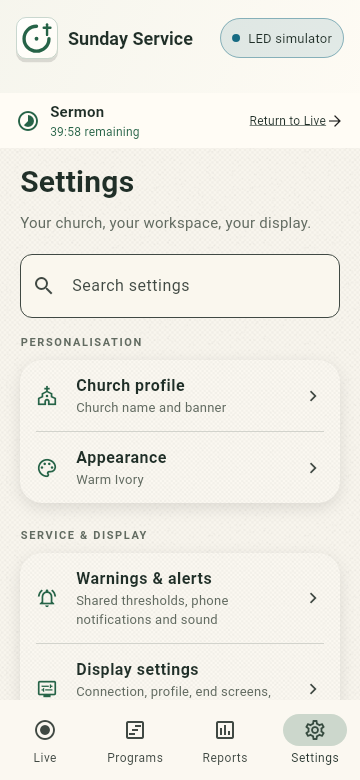 Sunday Service
LED simulator
Sermon
39:58 remaining
Return to Live
Settings
Your church, your workspace, your display.
Search settings
PERSONALISATION
Church profile
Church name and banner
Appearance
Warm Ivory
SERVICE & DISPLAY
Warnings & alerts
Shared thresholds, phone
notifications and sound
Display settings
Connection, profile, end screens,
Live
Programs
Reports
Settings